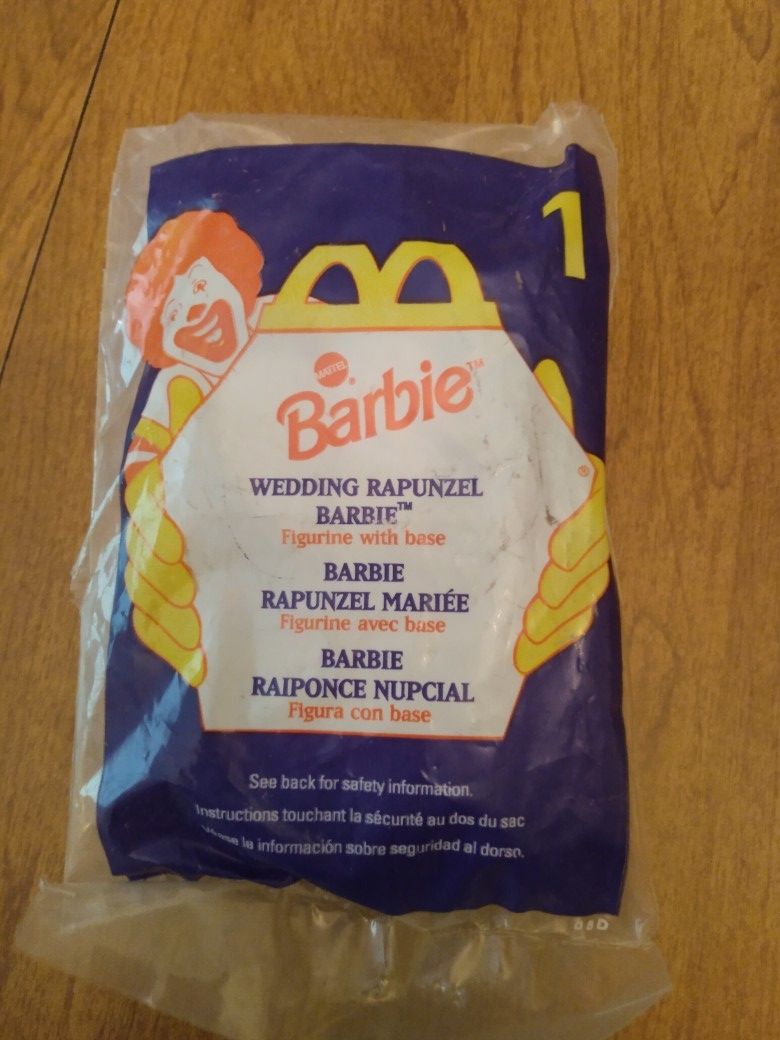 1
MATTEL®
Barbie™
®
WEDDING RAPUNZEL
BARBIE™
Figurine with base
BARBIE
RAPUNZEL MARIÉE
Figurine avec base
BARBIE
RAIPONCE NUPCIAL
Figura con base
See back for safety information.
Instructions touchant la sécurité au dos du sac
Véase la información sobre seguridad al dorso.